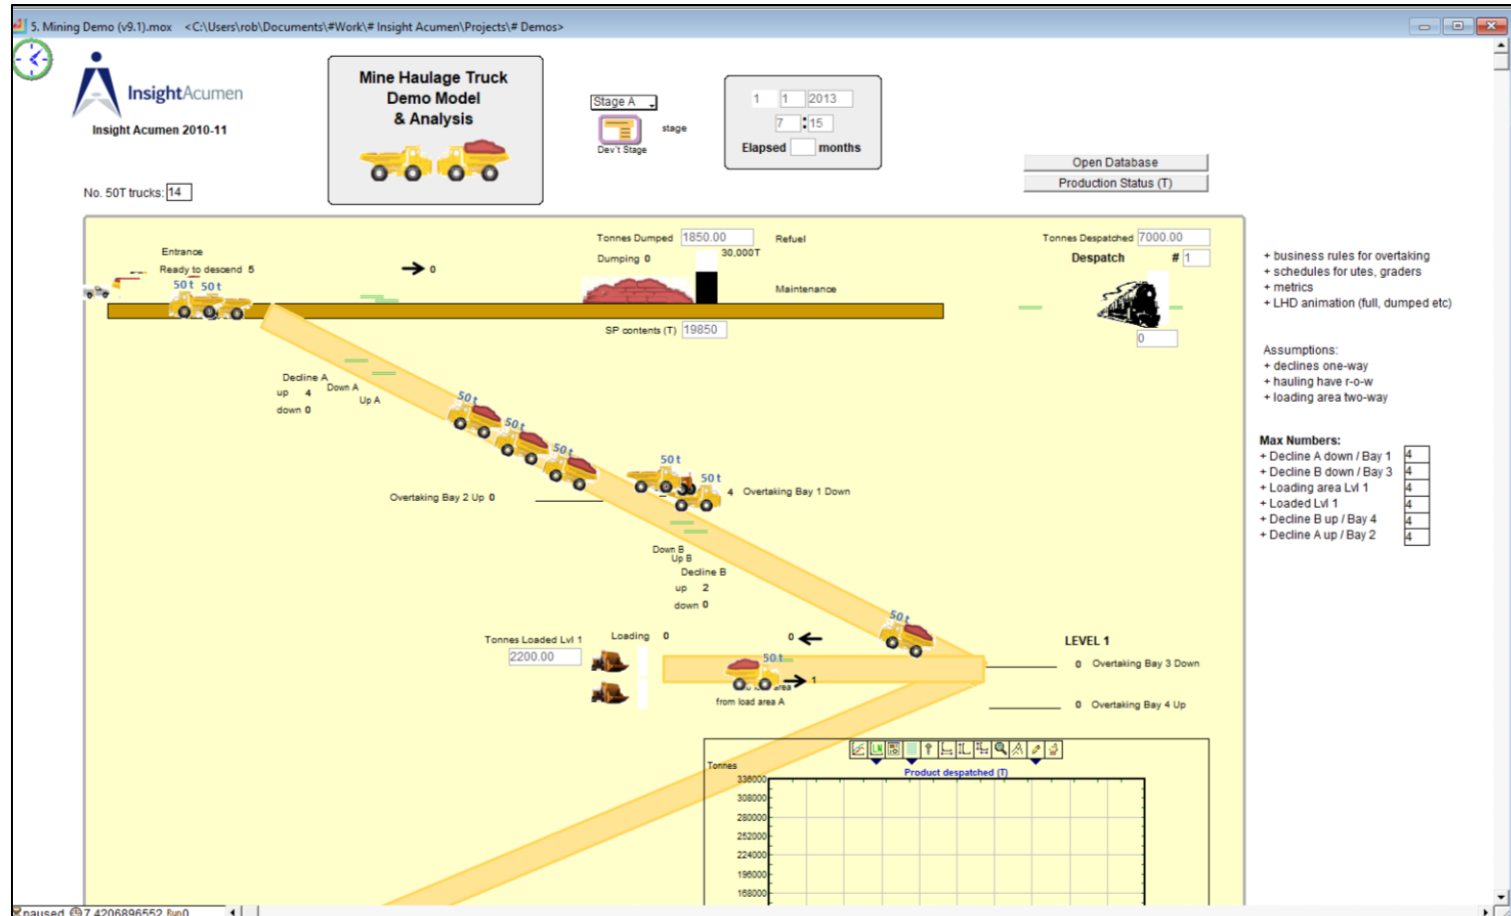 5. Mining Demo (v9.1).mox <C:\Users\rob\Documents\#Work\# Insight Acumen\Projects\# Demos>
InsightAcumen
Insight Acumen 2010-11
Mine Haulage Truck
Demo Model
& Analysis
Stage A
stage
Dev't Stage
1 1 2013
7 : 15
Elapsed months
Open Database
Production Status (T)
No. 50T trucks: 14
Entrance
Ready to descend 5
50t 50t
0
Tonnes Dumped 1850.00
Refuel
Dumping 0
30,000T
Maintenance
SP contents (T) 19850
Tonnes Despatched 7000.00
Despatch # 1
0
+ business rules for overtaking
+ schedules for utes, graders
+ metrics
+ LHD animation (full, dumped etc)
Assumptions:
+ declines one-way
+ hauling have r-o-w
+ loading area two-way
Max Numbers:
+ Decline A down / Bay 1 4
+ Decline B down / Bay 3 4
+ Loading area Lvl 1 4
+ Loaded Lvl 1 4
+ Decline B up / Bay 4 4
+ Decline A up / Bay 2 4
Decline A
up 4
down 0
Down A
Up A
50t
50t
50t
50t
50t
Overtaking Bay 2 Up 0
4 Overtaking Bay 1 Down
Down B
Up B
Decline B
up 2
down 0
50t
Tonnes Loaded Lvl 1
2200.00
Loading 0
0
50t
1
from load area A
LEVEL 1
0 Overtaking Bay 3 Down
0 Overtaking Bay 4 Up
Tonnes
Product despatched (T)
336000
308000
280000
252000
224000
196000
168000
paused 7.4206896552 Run0